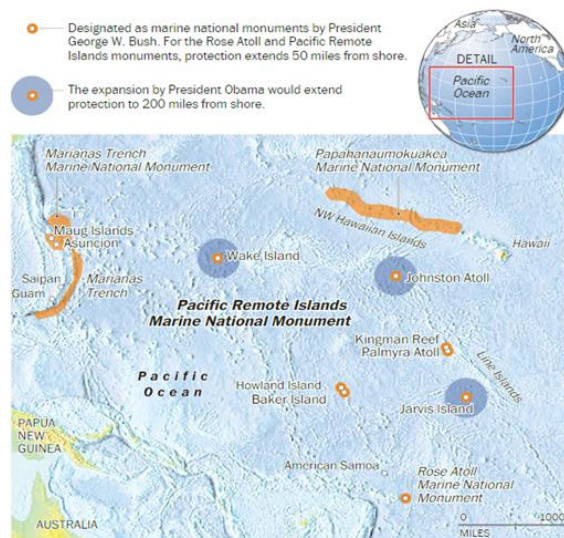 Designated as marine national monuments by President
George W. Bush. For the Rose Atoll and Pacific Remote
Islands monuments, protection extends 50 miles from shore.
The expansion by President Obama would extend
protection to 200 miles from shore.
Asia
North
America
DETAIL
Pacific
Ocean
Marianas Trench
Marine National Monument
Papahanaumokuakea
Marine National Monument
Maug Islands
Asuncion
NW Hawaiian Islands
Hawaii
Wake Island
Johnston Atoll
Saipan
Guam
Marianas
Trench
Pacific Remote Islands
Marine National Monument
Kingman Reef
Palmyra Atoll
Line Islands
Pacific
Ocean
Howland Island
Baker Island
Jarvis Island
PAPUA
NEW
GUINEA
American Samoa
Rose Atoll
Marine National
Monument
AUSTRALIA
0 1000
MILES